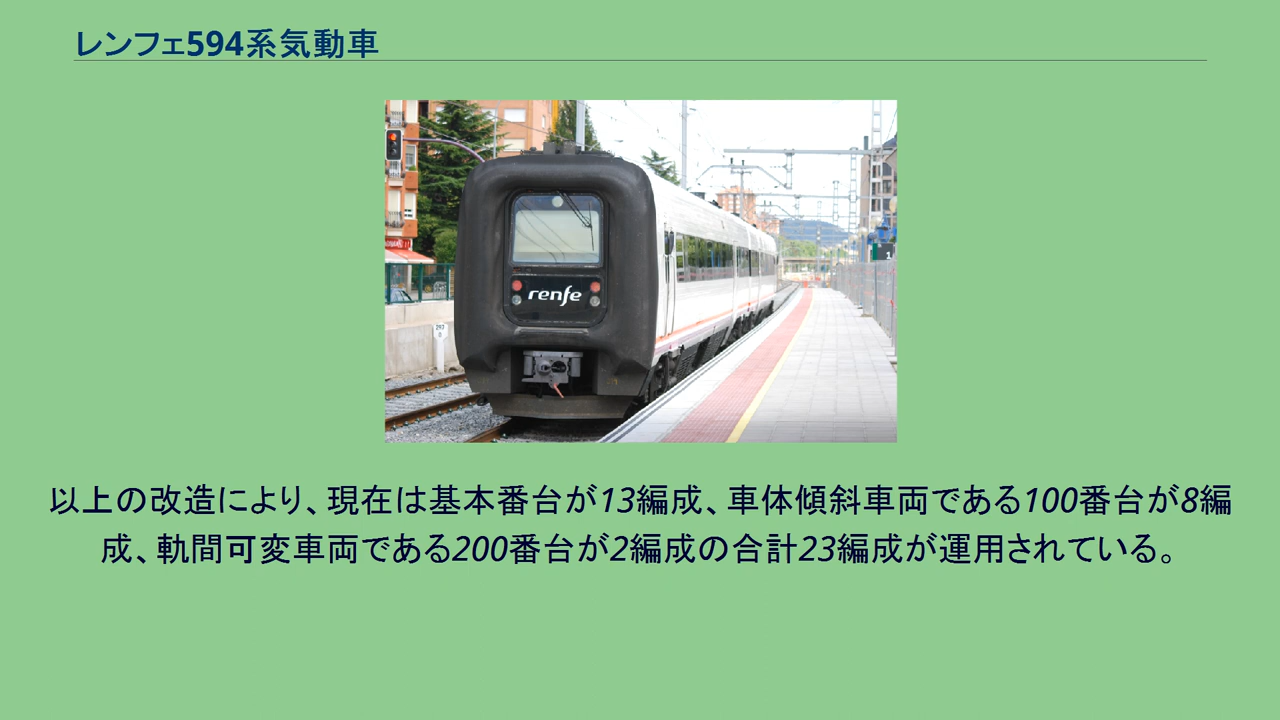 レンフェ594系気動車
renfe
以上の改造により、現在は基本番台が13編成、車体傾斜車両である100番台が8編
成、軌間可変車両である200番台が2編成の合計23編成が運用されている。